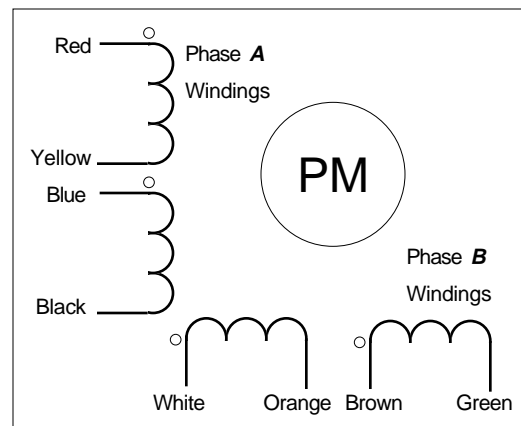 Red
Phase A
Windings
Yellow
PM
Blue
Black
Phase B
Windings
White
Orange
Brown
Green